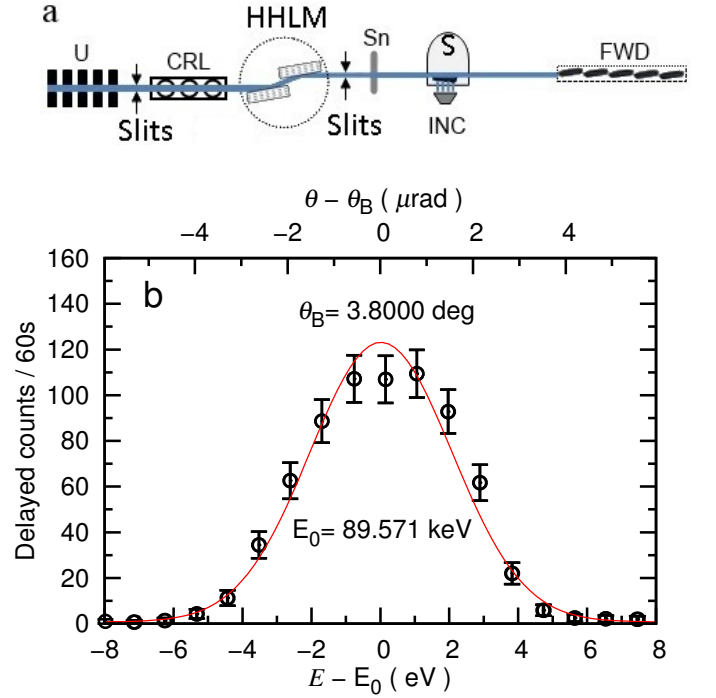 a
HHLM
U
CRL
Sn
S
FWD
Slits
Slits
INC
θ − θB ( μrad )
−4 −2 0 2 4
160
140
120
100
80
60
40
20
0
Delayed counts / 60s
b
θB= 3.8000 deg
E0= 89.571 keV
−8 −6 −4 −2 0 2 4 6 8
E − E0 ( eV )